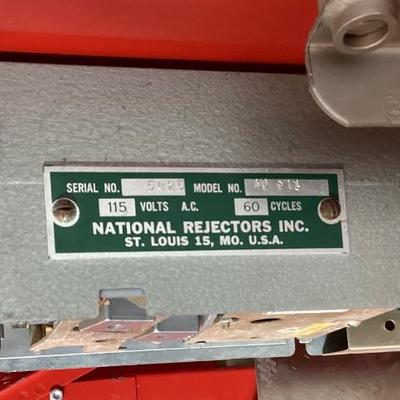 SERIAL NO. MODEL NO.
115 VOLTS A.C. 60 CYCLES
NATIONAL REJECTORS INC.
ST. LOUIS 15, MO. U.S.A.